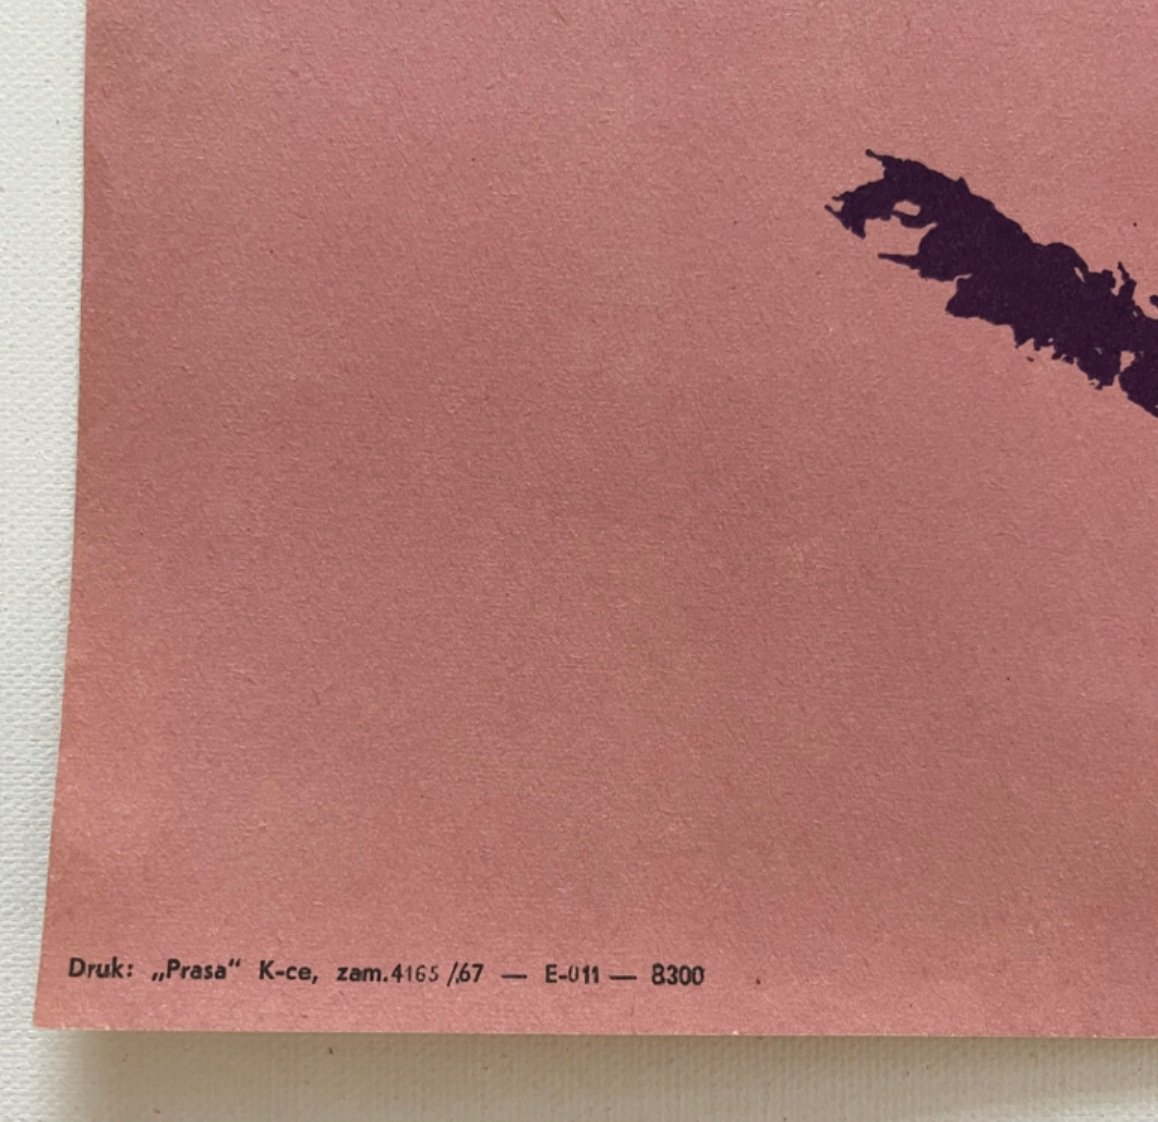 Druk: „Prasa“ K-ce, zam. 4165/67 — E-011 — 8300